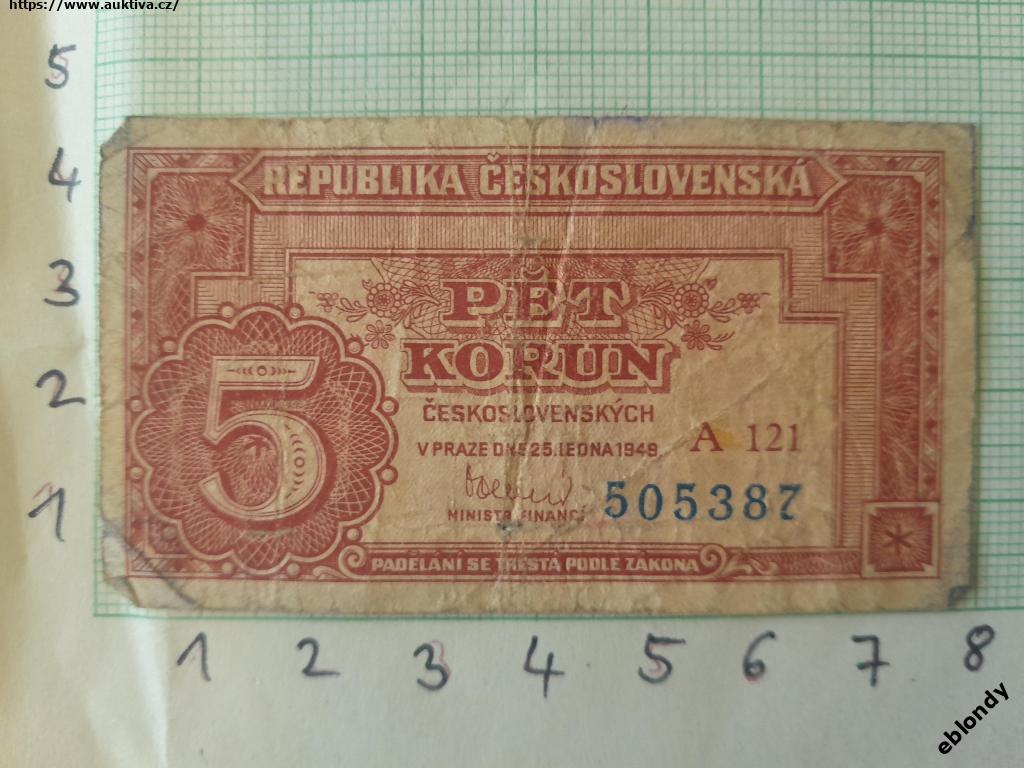 https://www.auktiva.cz/
5
4
3
2
1
REPUBLIKA ČESKOSLOVENSKÁ
PĚT
KORUN
ČESKOSLOVENSKÝCH
V PRAZE DNE 25. LEDNA 1949.
A 121
505387
MINISTR FINANCÍ
5
PADĚLÁNÍ SE TRESTÁ PODLE ZÁKONA
1 2 3 4 5 6 7 8
eblondy